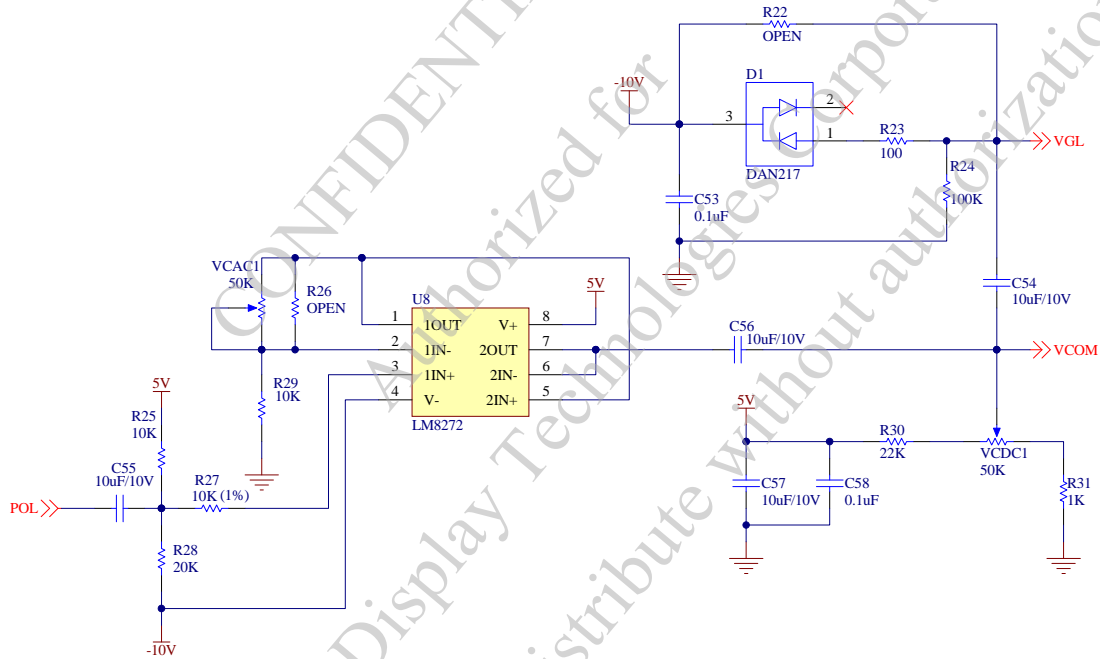 R22
OPEN
-10V
D1
3
2
1
DAN217
R23
100
VGL
R24
100K
C53
0.1uF
C54
10uF/10V
VCAC1
50K
R26
OPEN
U8
1 1OUT V+ 8
2 1IN- 2OUT 7
3 1IN+ 2IN- 6
4 V- 2IN+ 5
LM8272
5V
C56
10uF/10V
VCOM
R29
10K
5V
R25
10K
C55
10uF/10V
R27
10K (1%)
POL
R28
20K
-10V
5V
R30
22K
VCDC1
50K
C57
10uF/10V
C58
0.1uF
R31
1K
CONFIDENTI
Authorized for
Display Technologies Corpor
istribute without authorization